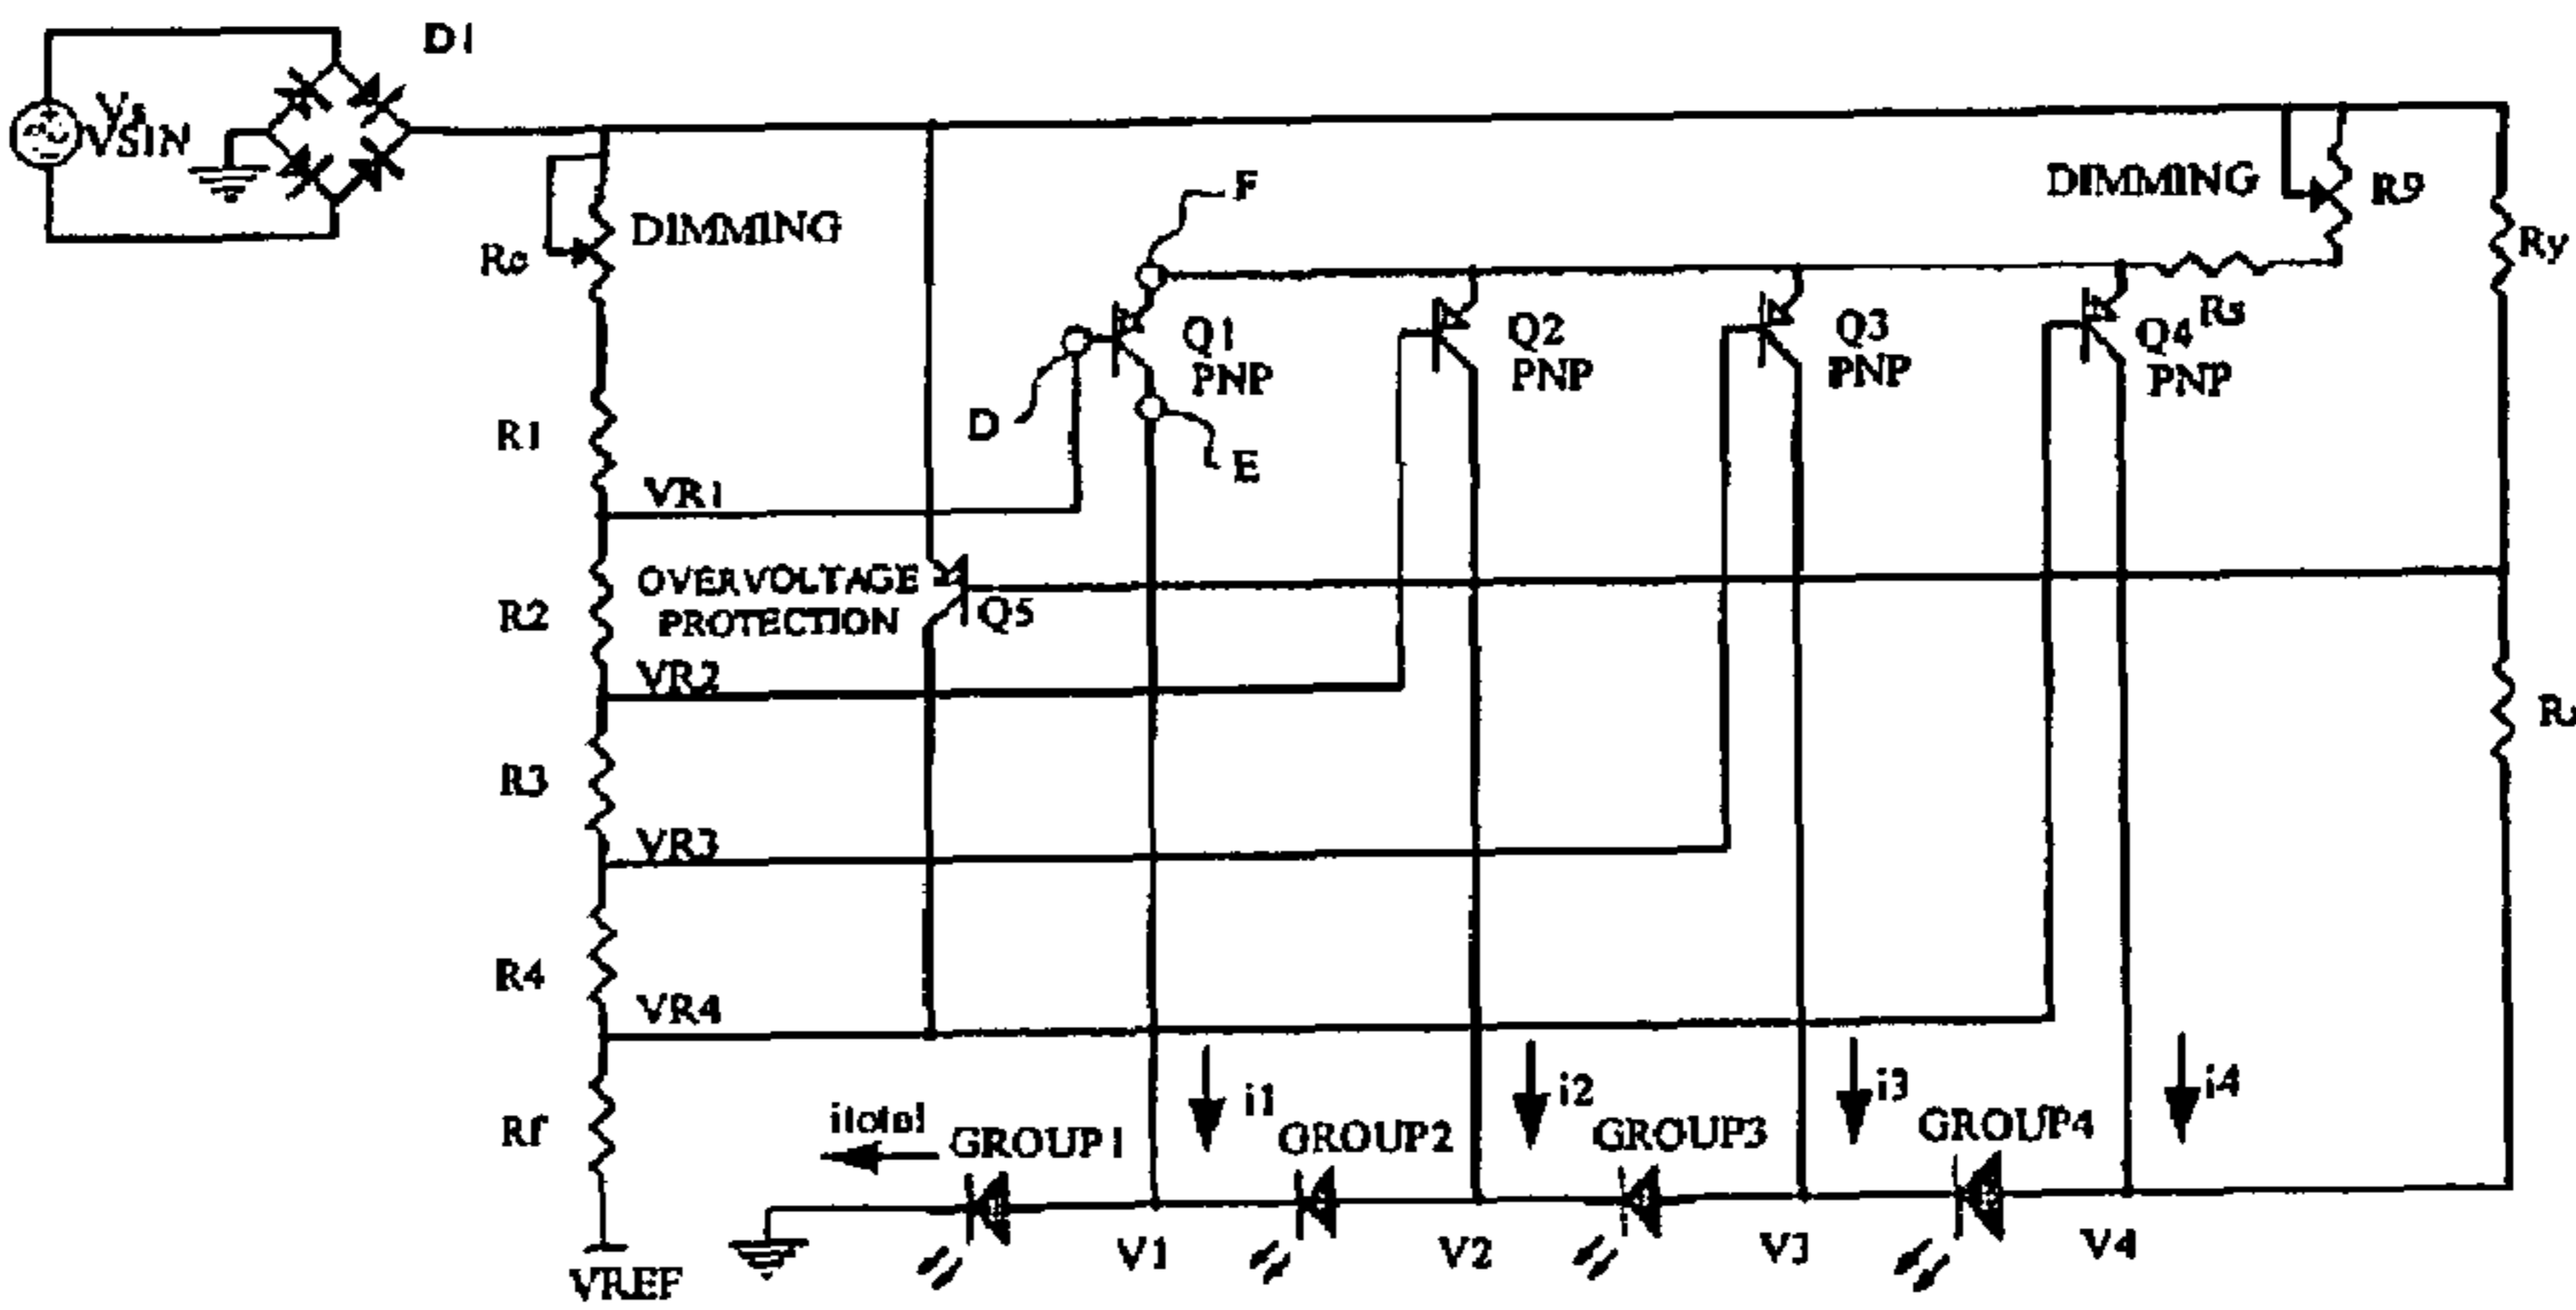 D1
Vs
VSIN
F
DIMMING
R9
DIMMING
Rc
Ry
Q1
PNP
Q2
PNP
Q3
PNP
Rs
Q4
PNP
D
E
R1
VR1
OVERVOLTAGE
PROTECTION
Q5
R2
VR2
R3
VR3
R4
VR4
Rf
itotal
GROUP1
i1
GROUP2
i2
GROUP3
i3
GROUP4
i4
V1
V2
V3
V4
VREF